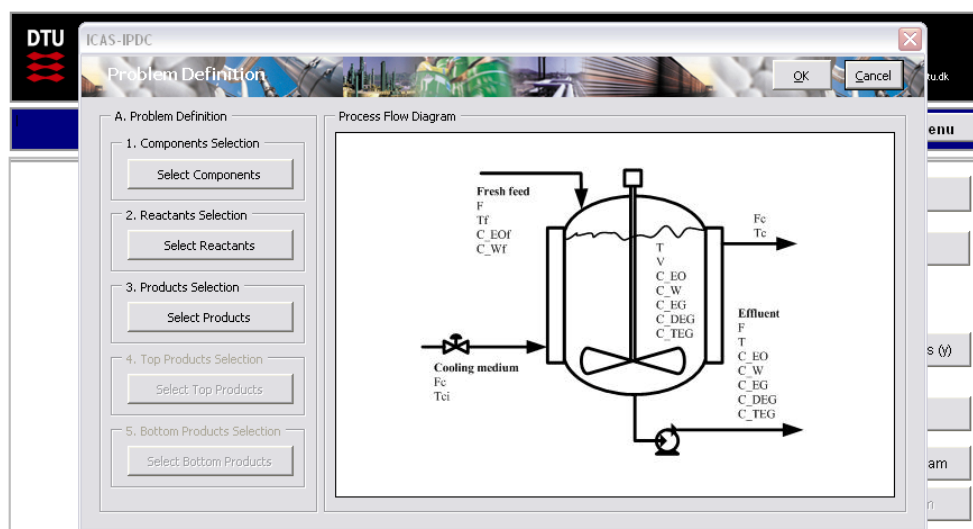 DTU
ICAS-IPDC
Problem Definition
OK
Cancel
tu.dk
enu
A. Problem Definition
1. Components Selection
Select Components
2. Reactants Selection
Select Reactants
3. Products Selection
Select Products
4. Top Products Selection
Select Top Products
5. Bottom Products Selection
Select Bottom Products
Process Flow Diagram
Fresh feed
F
Tf
C_EOf
C_Wf
Fc
Tc
T
V
C_EO
C_W
C_EG
C_DEG
C_TEG
Cooling medium
Fc
Tci
Effluent
F
T
C_EO
C_W
C_EG
C_DEG
C_TEG
s (y)
am
n